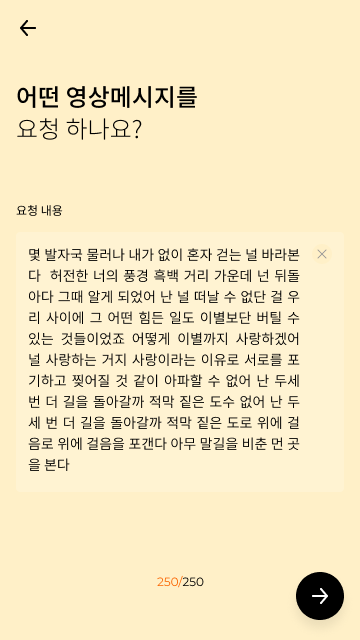 어떤 영상메시지를
요청 하나요?
요청 내용
몇 발자국 물러나 내가 없이 혼자 걷는 널 바라본
다  허전한 너의 풍경 흑백 거리 가운데 넌 뒤돌
아다 그때 알게 되었어 난 널 떠날 수 없단 걸 우
리 사이에 그 어떤 힘든 일도 이별보단 버틸 수
있는 것들이었죠 어떻게 이별까지 사랑하겠어
널 사랑하는 거지 사랑이라는 이유로 서로를 포
기하고 찢어질 것 같이 아파할 수 없어 난 두세
번 더 길을 돌아갈까 적막 짙은 도수 없어 난 두
세 번 더 길을 돌아갈까 적막 짙은 도로 위에 걸
음로 위에 걸음을 포갠다 아무 말길을 비춘 먼 곳
을 본다
250/250